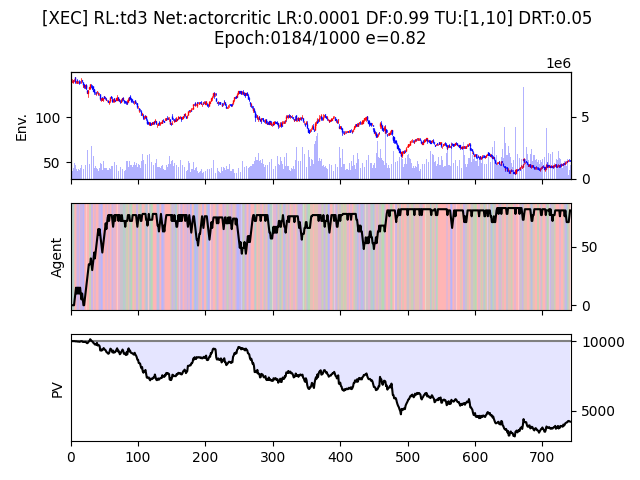 [XEC] RL:td3 Net:actorcritic LR:0.0001 DF:0.99 TU:[1,10] DRT:0.05
Epoch:0184/1000 e=0.82
1e6
Env.
100
50
5
0
Agent
50
0
PV
10000
5000
0 100 200 300 400 500 600 700